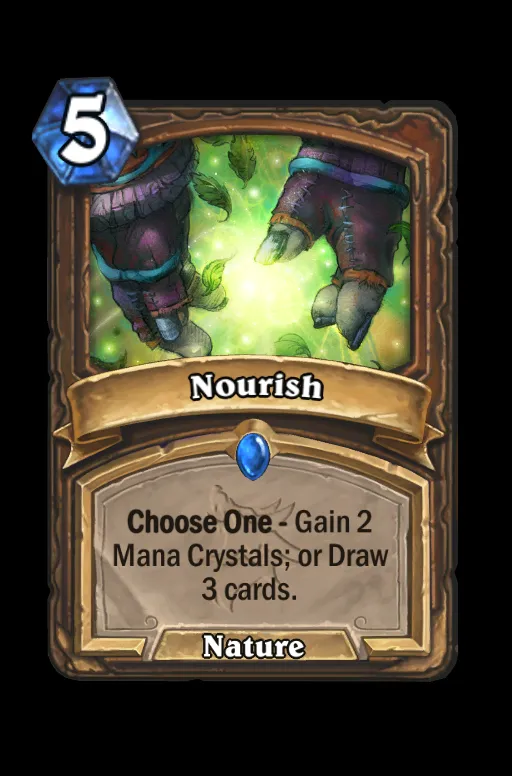 5
Nourish
Choose One - Gain 2
Mana Crystals; or Draw
3 cards.
Nature